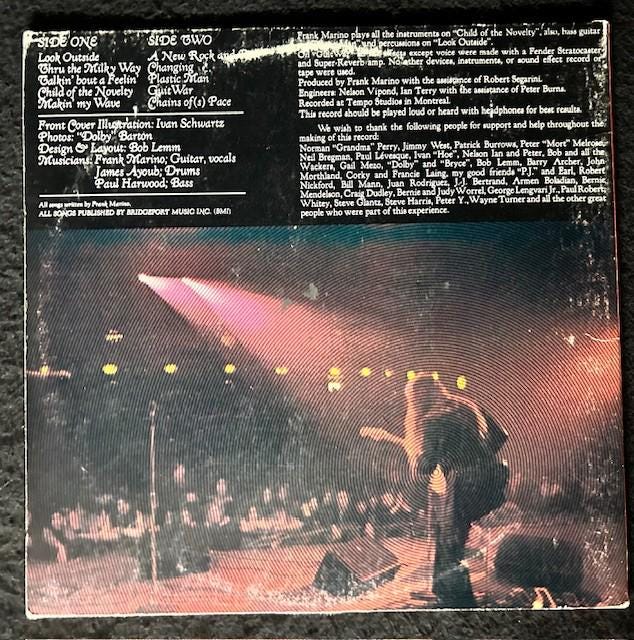 SIDE ONE
Look Outside
Thru the Milky Way
Talkin' bout a Feelin'
Child of the Novelty
Makin' my Wave
SIDE TWO
A New Rock and
Changing
Plastic Man
Guit War
Chains of (s) Pace
Front Cover Illustration: Ivan Schwartz
Photos: "Dolby" Barton
Design & Layout: Bob Lemm
Musicians: Frank Marino; Guitar, vocals
James Ayoub; Drums
Paul Harwood; Bass
All songs written by Frank Marino.
ALL SONGS PUBLISHED BY BRIDGEPORT MUSIC INC. (BMI)
Frank Marino plays all the instruments on "Child of the Novelty", also, bass guitar
and percussions on "Look Outside".
except voice were made with a Fender Stratocaster
and Super-Reverb amp. No other devices, instruments, or sound effect record or
tape were used.
Produced by Frank Marino with the assistance of Robert Segarini.
Engineers: Nelson Vipond, Ian Terry with the assistance of Peter Burns.
Recorded at Tempo Studios in Montreal.
This record should be played loud or heard with headphones for best results.
We wish to thank the following people for support and help throughout the
making of this record:
Norman "Grandma" Perry, Jimmy West, Patrick Burrows, Peter "Mort" Melrose,
Neil Bregman, Paul Lévesque, Ivan "Hoe", Nelson Ian and Peter, Bob and all the
Wackers, Gail Mezo, "Dolby" and "Bryce", Bob Lemm, Barry Archer, John
Morthland, Corky and Francie Laing, my good friends "P.J." and Earl, Robert
Nickford, Bill Mann, Juan Rodriguez, J.-J. Bertrand, Armen Boladian, Bernie
Mendelson, Craig Dudley, Bernie and Judy Worrel, George Lengvari Jr., Paul Robert
Whitey, Steve Glantz, Steve Harris, Peter Y., Wayne Turner and all the other great
people who were part of this experience.